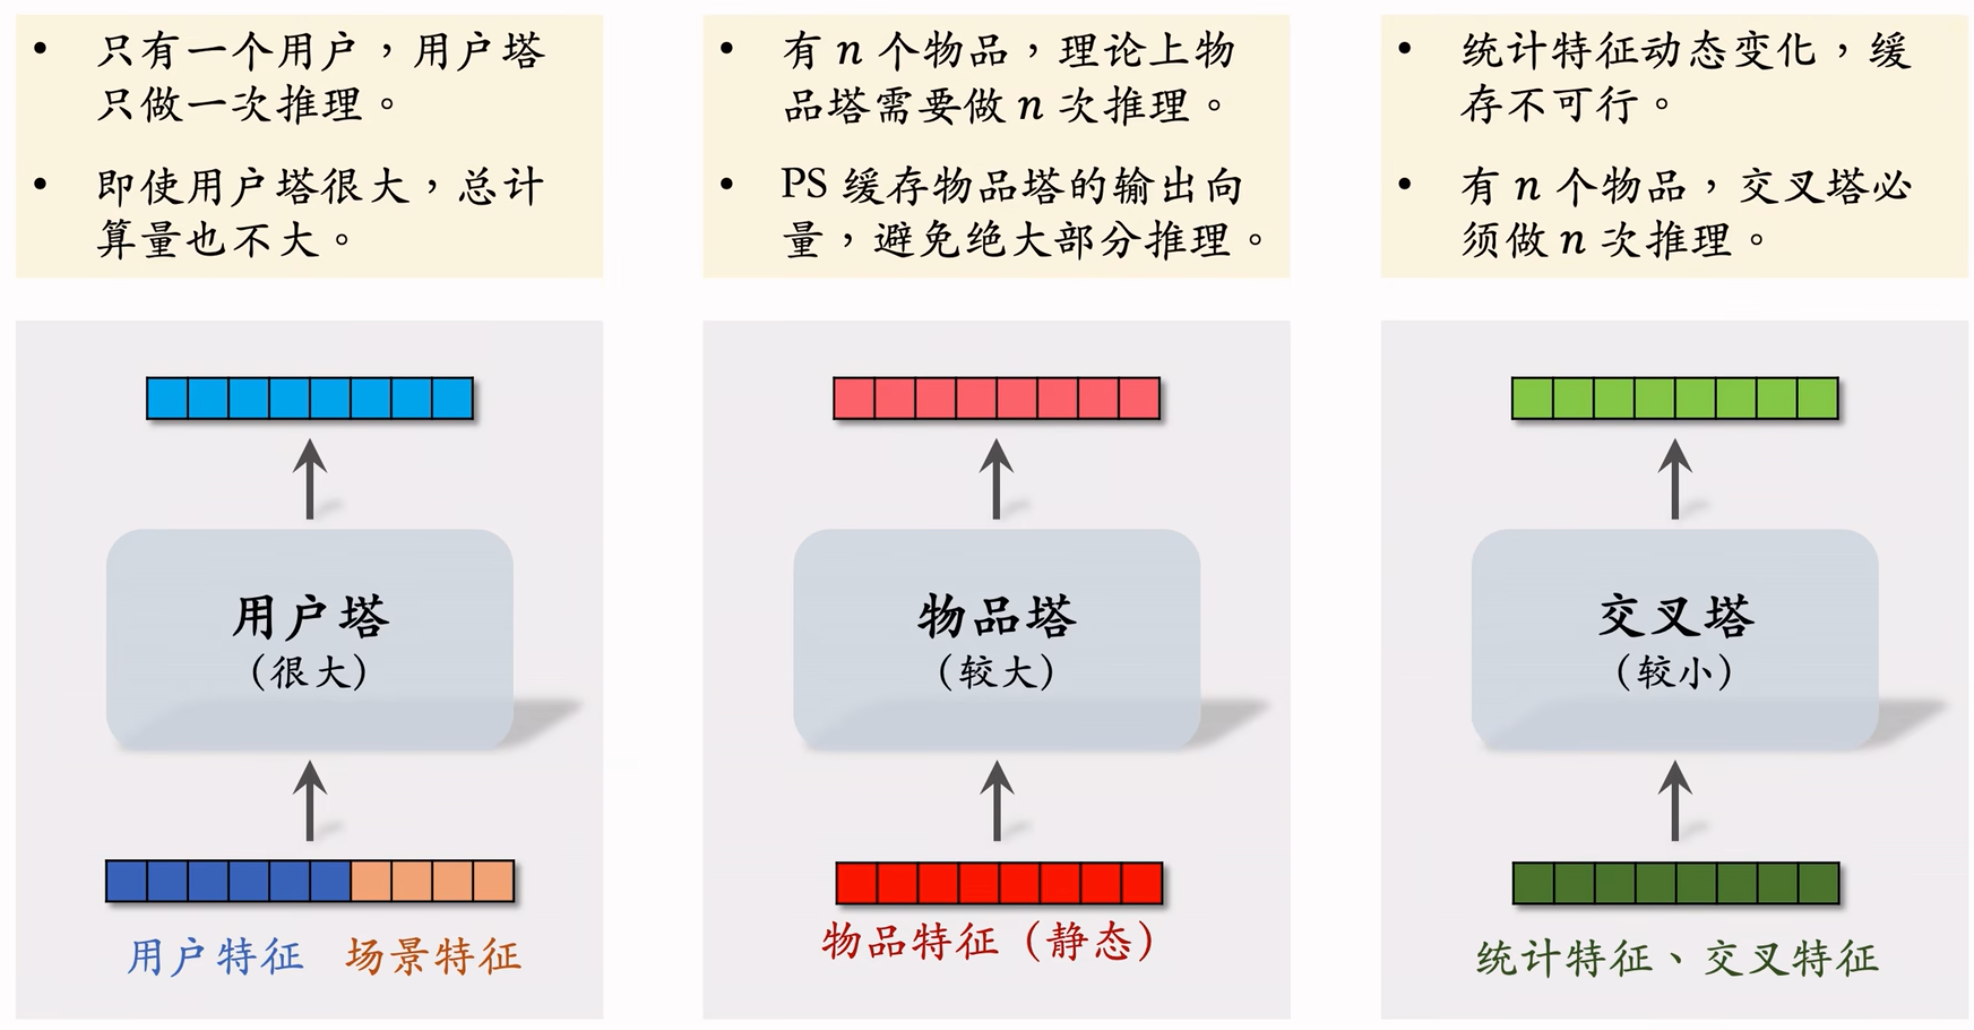 • 只有一个用户，用户塔
只做一次推理。
• 即使用户塔很大，总计
算量也不大。
• 有 n 个物品，理论上物
品塔需要做 n 次推理。
• PS 缓存物品塔的输出向
量，避免绝大部分推理。
• 统计特征动态变化，缓
存不可行。
• 有 n 个物品，交叉塔必
须做 n 次推理。
用户塔
（很大）
用户特征 场景特征
物品塔
（较大）
物品特征（静态）
交叉塔
（较小）
统计特征、交叉特征